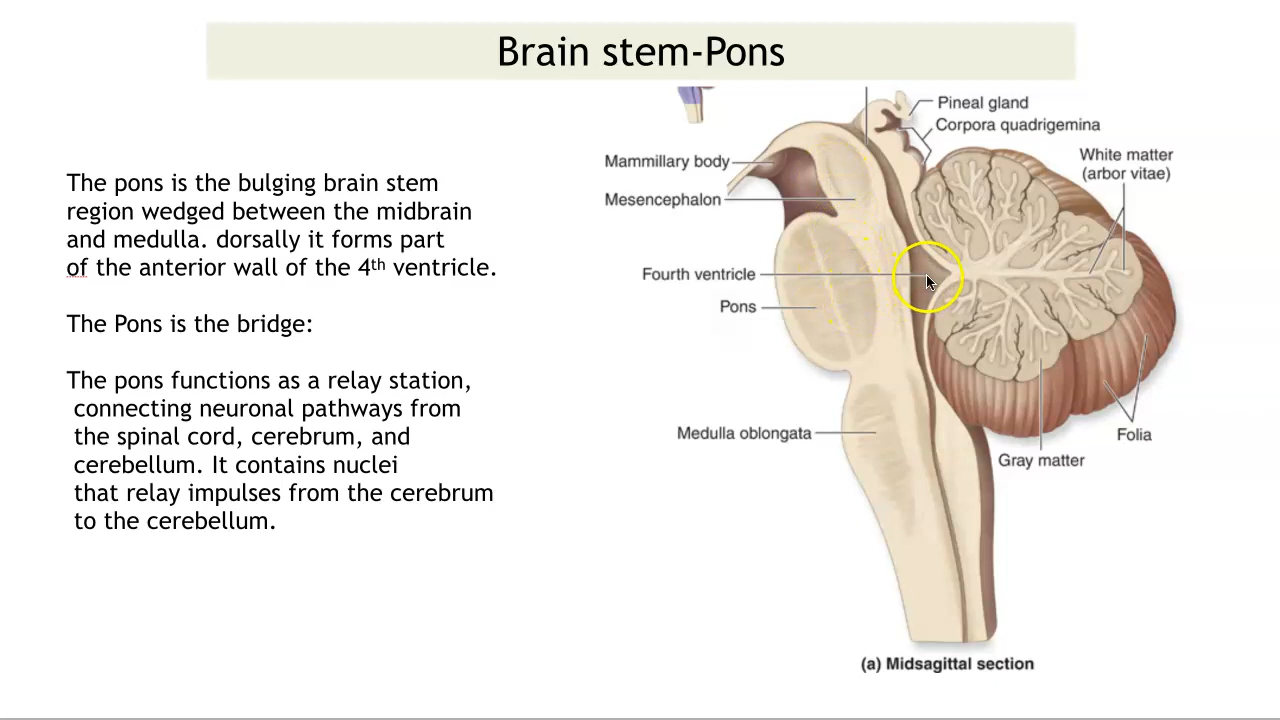 Brain stem-Pons
The pons is the bulging brain stem
region wedged between the midbrain
and medulla. dorsally it forms part
of the anterior wall of the 4th ventricle.
The Pons is the bridge:
The pons functions as a relay station,
connecting neuronal pathways from
the spinal cord, cerebrum, and
cerebellum. It contains nuclei
that relay impulses from the cerebrum
to the cerebellum.
Pineal gland
Corpora quadrigemina
White matter
(arbor vitae)
Mammillary body
Mesencephalon
Fourth ventricle
Pons
Medulla oblongata
Folia
Gray matter
(a) Midsagittal section